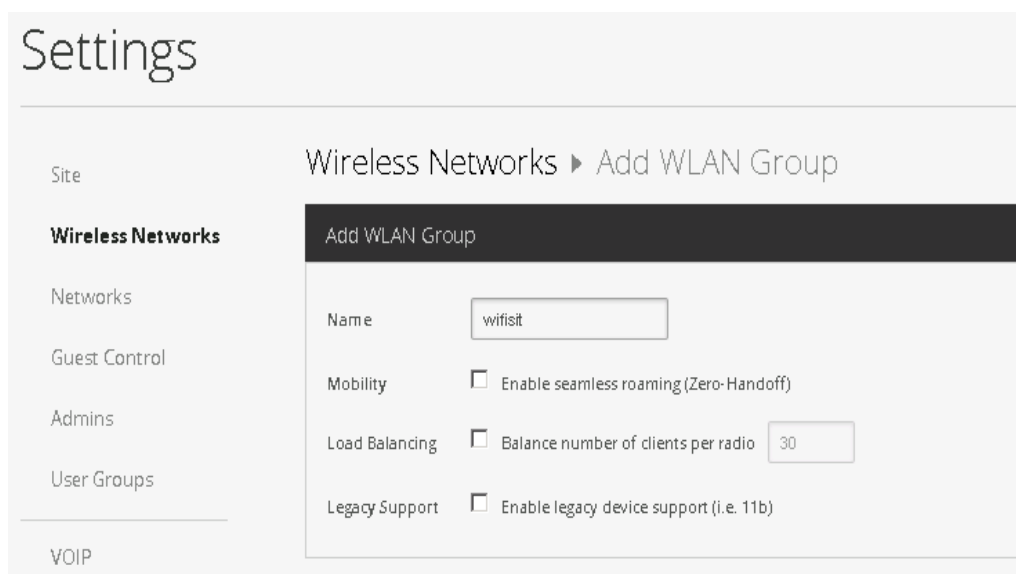 Settings
Site
Wireless Networks
Networks
Guest Control
Admins
User Groups
VOIP
Wireless Networks ▸ Add WLAN Group
Add WLAN Group
Name wifisit
Mobility Enable seamless roaming (Zero-Handoff)
Load Balancing Balance number of clients per radio 30
Legacy Support Enable legacy device support (i.e. 11b)